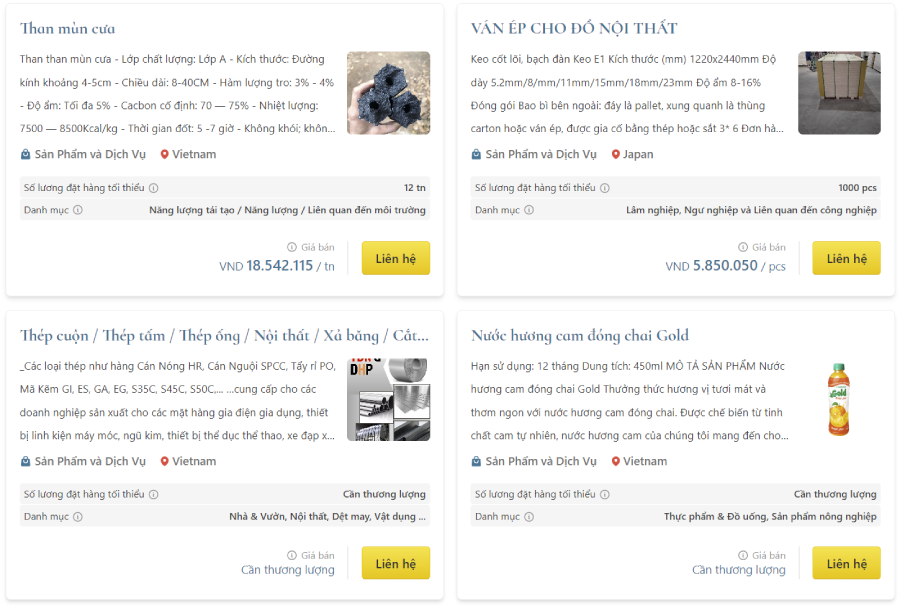 Than mùn cưa
Than than mùn cưa - Lớp chất lượng: Lớp A - Kích thước: Đường
kính khoảng 4-5cm - Chiều dài: 8-40CM - Hàm lượng tro: 3% - 4%
- Độ ẩm: Tối đa 5% - Cacbon cố định: 70 — 75% - Nhiệt lượng:
7500 — 8500Kcal/kg - Thời gian đốt: 5 -7 giờ - Không khói; khôn...
Sản Phẩm và Dịch Vụ Vietnam
Số lương đặt hàng tối thiểu 12 tn
Danh mục Năng lượng tái tạo / Năng lượng / Liên quan đến môi trường
Giá bán
VND 18.542.115 / tn
Liên hệ
VÁN ÉP CHO ĐỒ NỘI THẤT
Keo cốt lõi, bạch đàn Keo E1 Kích thước (mm) 1220x2440mm Độ
dày 5.2mm/8/mm/11mm/15mm/18mm/23mm Độ ẩm 8-16%
Đóng gói Bao bì bên ngoài: đáy là pallet, xung quanh là thùng
carton hoặc ván ép, được gia cố bằng thép hoặc sắt 3* 6 Đơn hà...
Sản Phẩm và Dịch Vụ Japan
Số lương đặt hàng tối thiểu 1000 pcs
Danh mục Lâm nghiệp, Ngư nghiệp và Liên quan đến công nghiệp
Giá bán
VND 5.850.050 / pcs
Liên hệ
Thép cuộn / Thép tấm / Thép ống / Nội thất / Xả băng / Cắt...
_Các loại thép như hàng Cán Nóng HR, Cán Nguội SPCC, Tẩy rỉ PO,
Mã Kẽm GI, ES, GA, EG, S35C, S45C, S50C,... ...cung cấp cho các
doanh nghiệp sản xuất cho các mặt hàng gia điện gia dụng, thiết
bị linh kiện máy móc, ngũ kim, thiết bị thể dục thể thao, xe đạp x...
DHP
Sản Phẩm và Dịch Vụ Vietnam
Số lương đặt hàng tối thiểu Cần thương lượng
Danh mục Nhà & Vườn, Nội thất, Dệt may, Vật dụng ...
Giá bán
Cần thương lượng
Liên hệ
Nước hương cam đóng chai Gold
Hạn sử dụng: 12 tháng Dung tích: 450ml MÔ TẢ SẢN PHẨM Nước
hương cam đóng chai Gold Thưởng thức hương vị tươi mát và
thơm ngon với nước hương cam đóng chai. Được chế biến từ tinh
chất cam tự nhiên, nước hương cam của chúng tôi mang đến cho...
Gold
Sản Phẩm và Dịch Vụ Vietnam
Số lương đặt hàng tối thiểu Cần thương lượng
Danh mục Thực phẩm & Đồ uống, Sản phẩm nông nghiệp
Giá bán
Cần thương lượng
Liên hệ